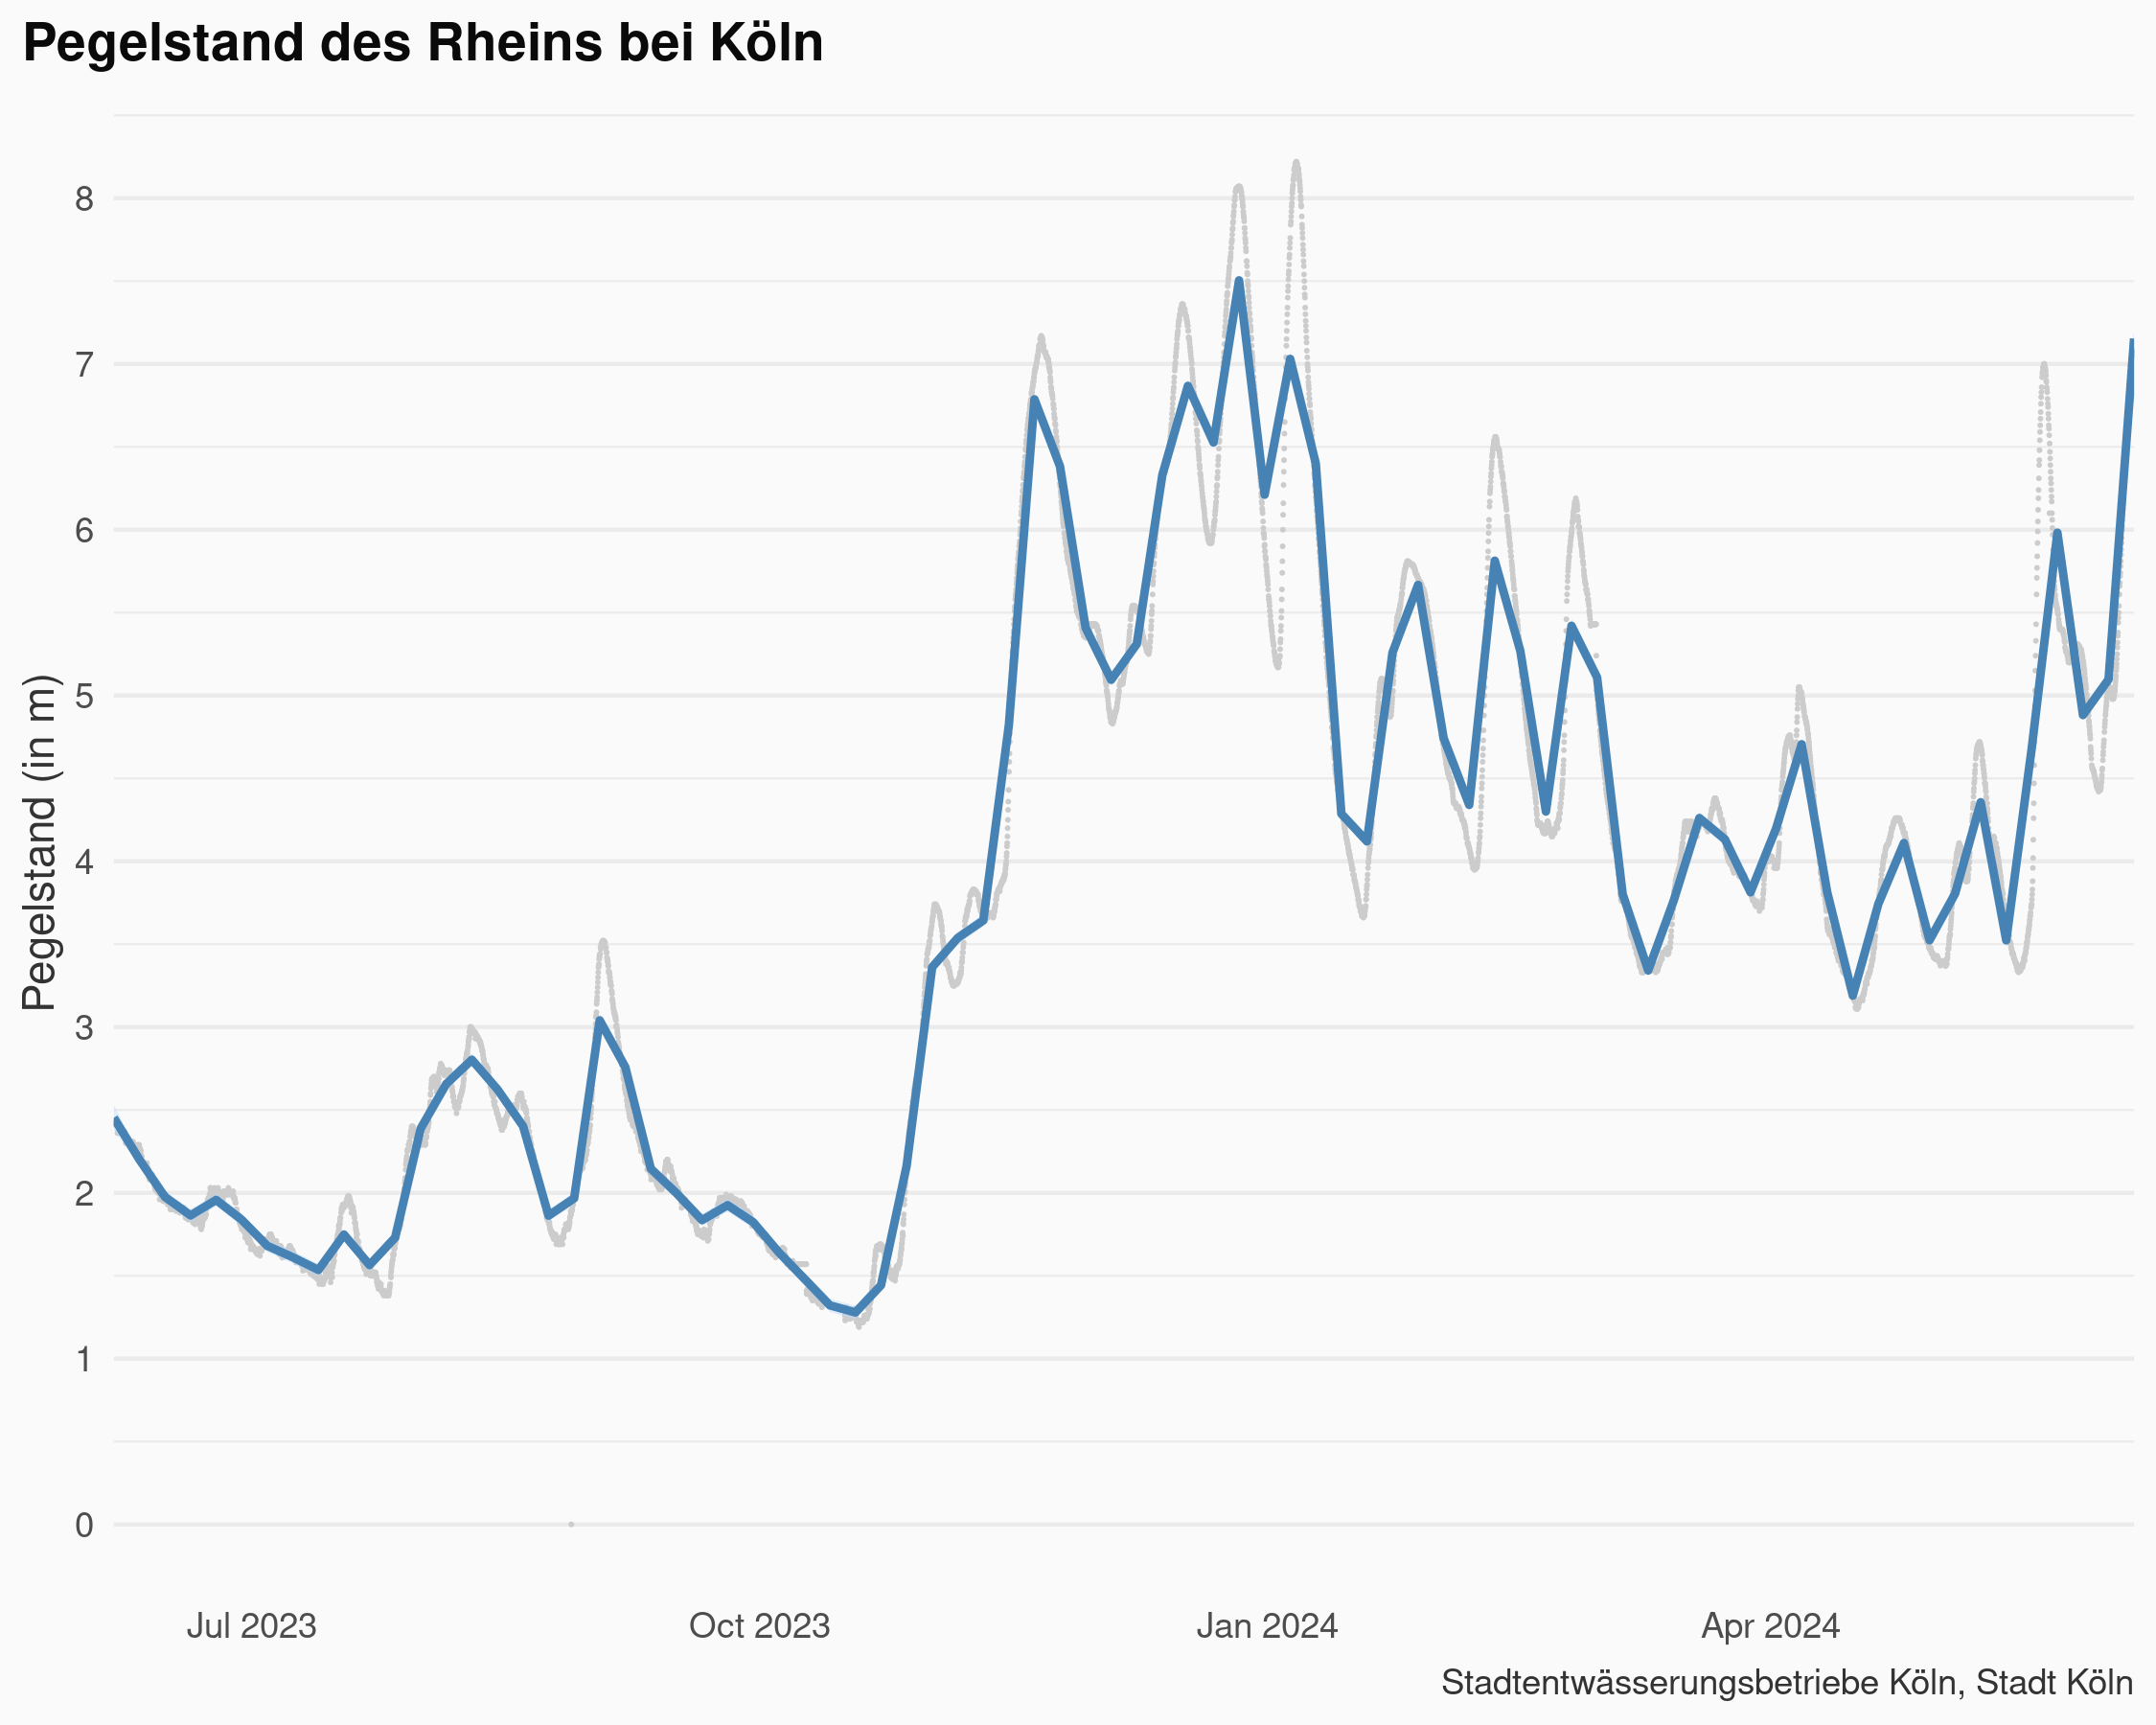 Pegelstand des Rheins bei Köln
Pegelstand (in m)
8
7
6
5
4
3
2
1
0
Jul 2023
Oct 2023
Jan 2024
Apr 2024
Stadtentwässerungsbetriebe Köln, Stadt Köln